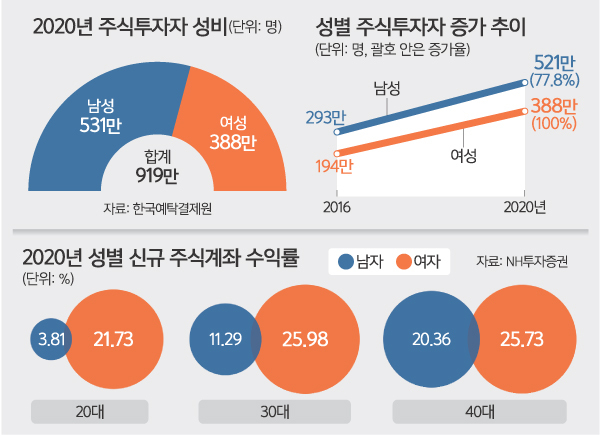 2020년 주식투자자 성비(단위: 명)
남성
531만
여성
388만
합계
919만
자료: 한국예탁결제원
성별 주식투자자 증가 추이
(단위: 명, 괄호 안은 증가율)
521만
(77.8%)
남성
293만
388만
(100%)
여성
194만
2016
2020년
2020년 성별 신규 주식계좌 수익률
(단위: %)
남자
여자
자료: NH투자증권
3.81
21.73
11.29
25.98
20.36
25.73
20대
30대
40대